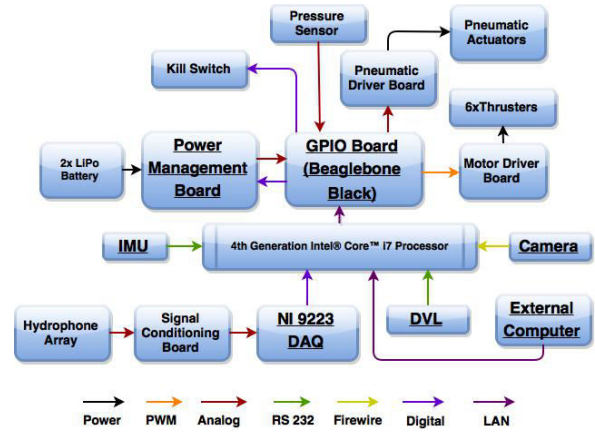 Pressure
Sensor
Pneumatic
Actuators
Kill Switch
Pneumatic
Driver Board
6xThrusters
2x LiPo
Battery
Power
Management
Board
GPIO Board
(Beaglebone
Black)
Motor Driver
Board
IMU
4th Generation Intel® Core™ i7 Processor
Camera
Hydrophone
Array
Signal
Conditioning
Board
NI 9223
DAQ
DVL
External
Computer
Power
PWM
Analog
RS 232
Firewire
Digital
LAN